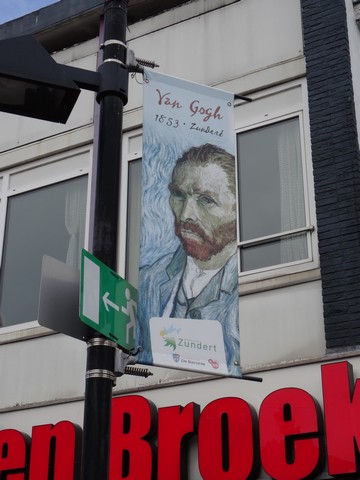 Van Gogh
1853 · Zundert
Zundert
en Broek